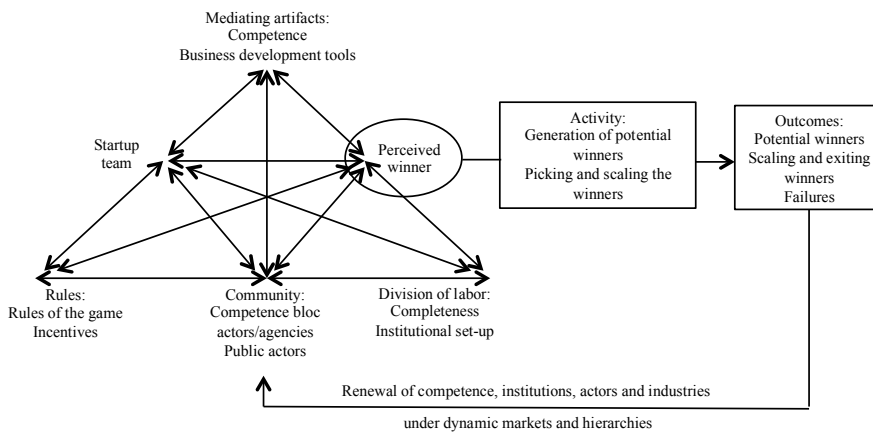 Mediating artifacts:
Competence
Business development tools
Startup
team
Perceived
winner
Activity:
Generation of potential
winners
Picking and scaling the
winners
Outcomes:
Potential winners
Scaling and exiting
winners
Failures
Rules:
Rules of the game
Incentives
Community:
Competence bloc
actors/agencies
Public actors
Division of labor:
Completeness
Institutional set-up
Renewal of competence, institutions, actors and industries
under dynamic markets and hierarchies